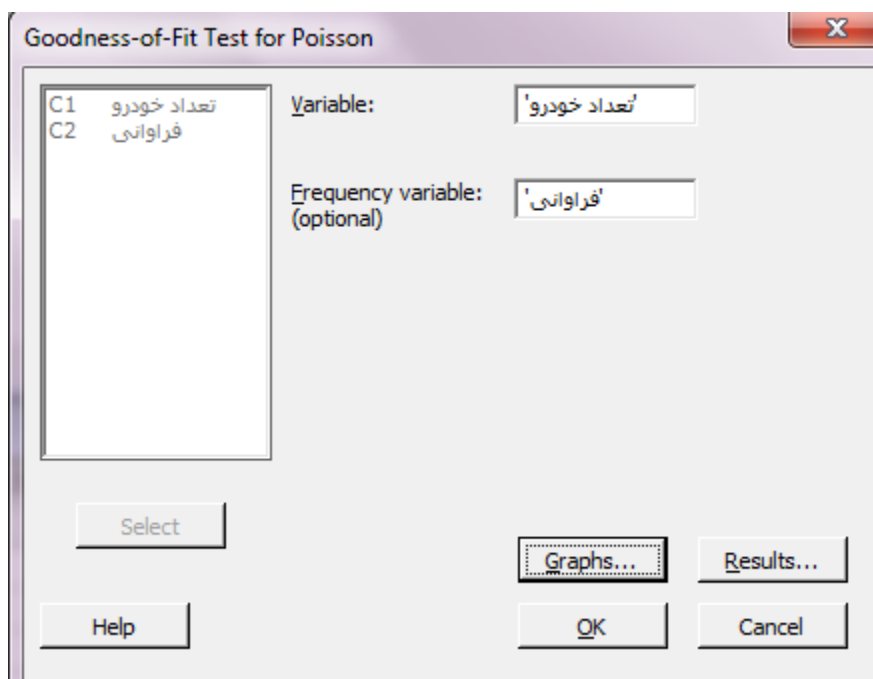 Goodness-of-Fit Test for Poisson
C1 تعداد خودرو
C2 فراوانی
Variable:
'تعداد خودرو'
Frequency variable:
(optional)
'فراوانی'
Select
Graphs...
Results...
Help
OK
Cancel